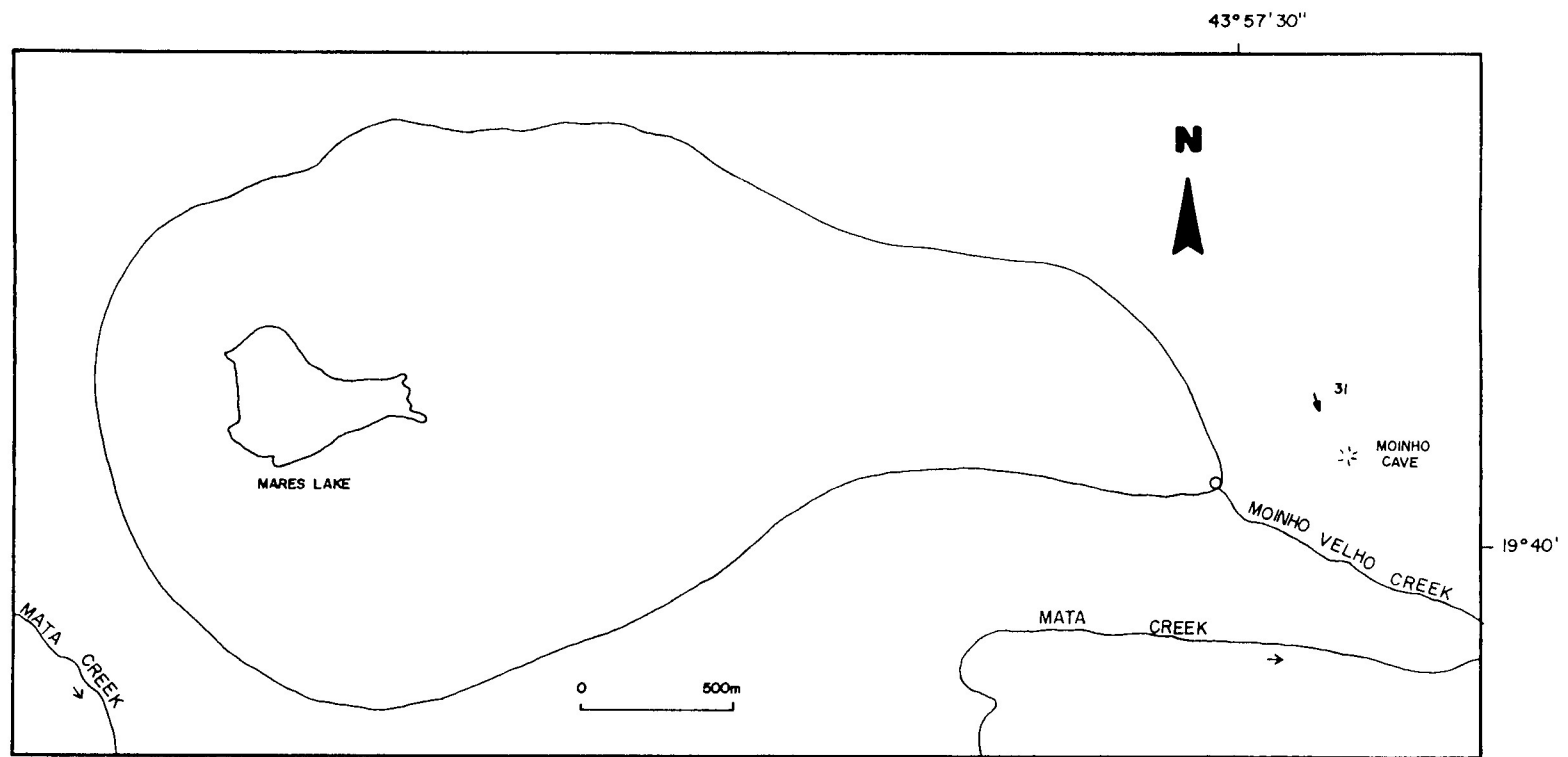 43°57'30"
N
31
MOINHO
CAVE
MARES LAKE
MOINHO VELHO CREEK
19°40'
MATA CREEK
MATA CREEK
0 500m